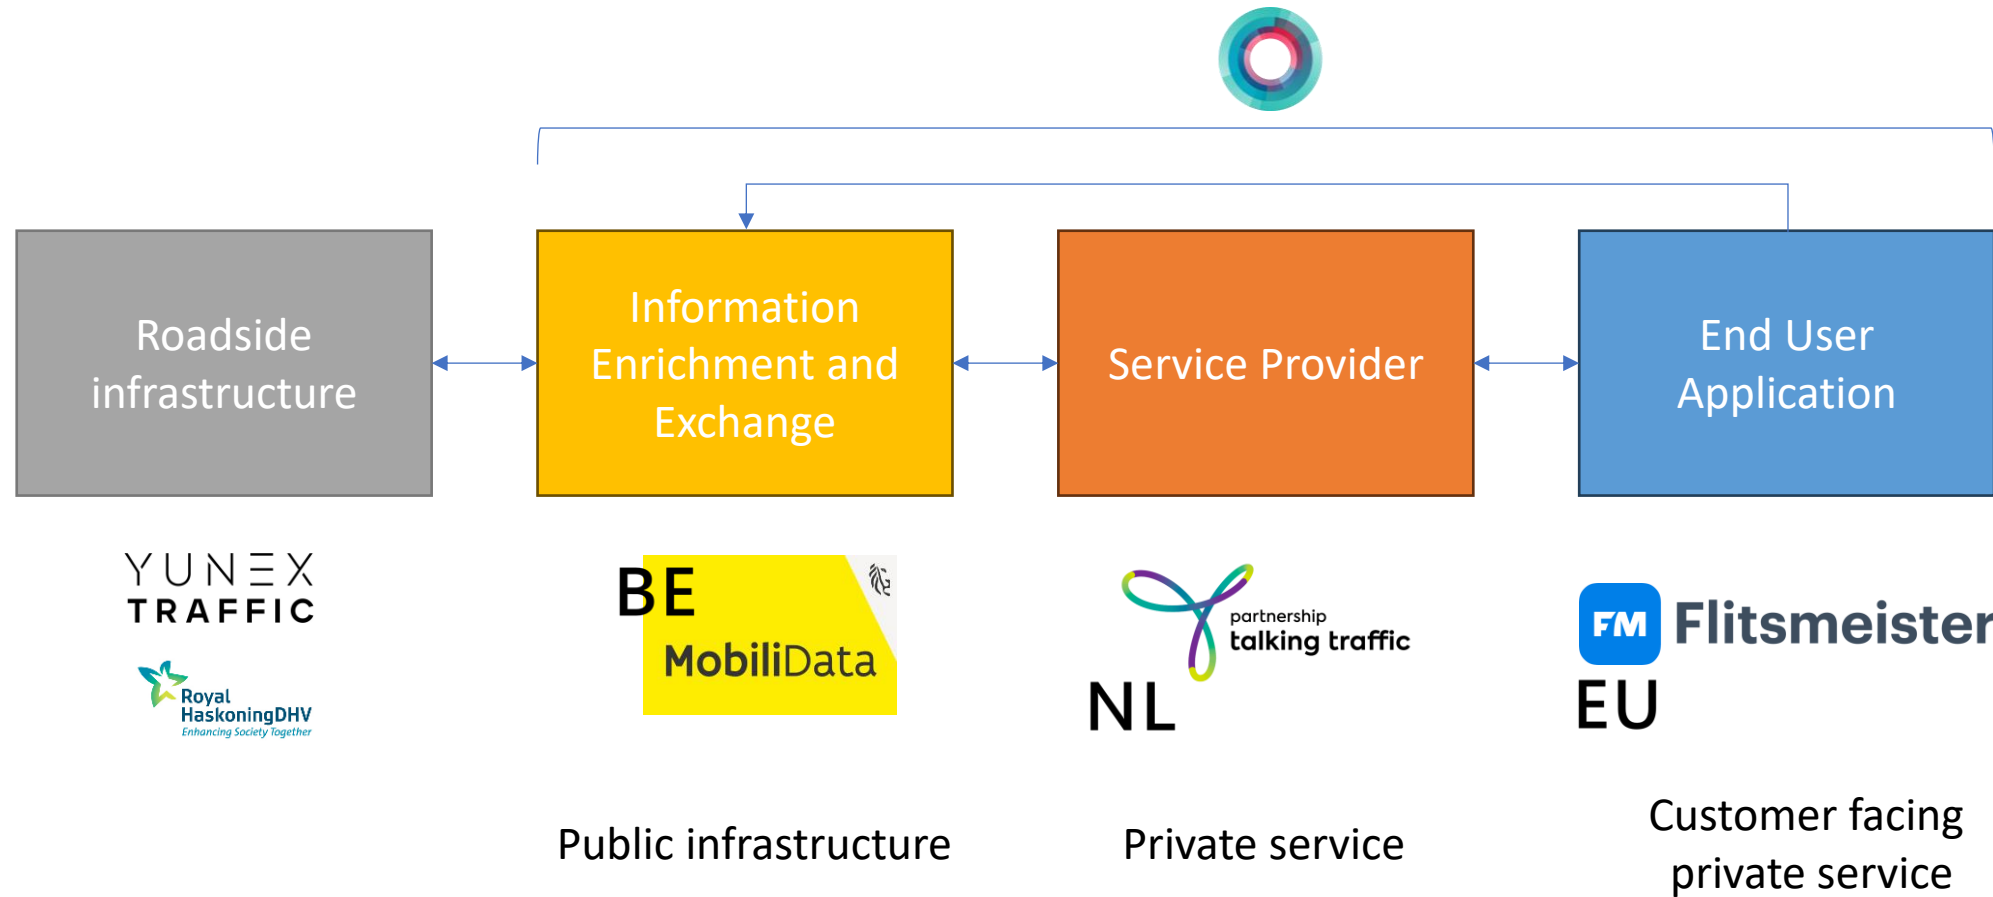 Roadside
infrastructure
Information
Enrichment and
Exchange
Service Provider
End User
Application
YUNEX
TRAFFIC
Royal
HaskoningDHV
Enhancing Society Together
BE
MobiliData
partnership
talking traffic
NL
FM Flitsmeister
EU
Public infrastructure
Private service
Customer facing
private service